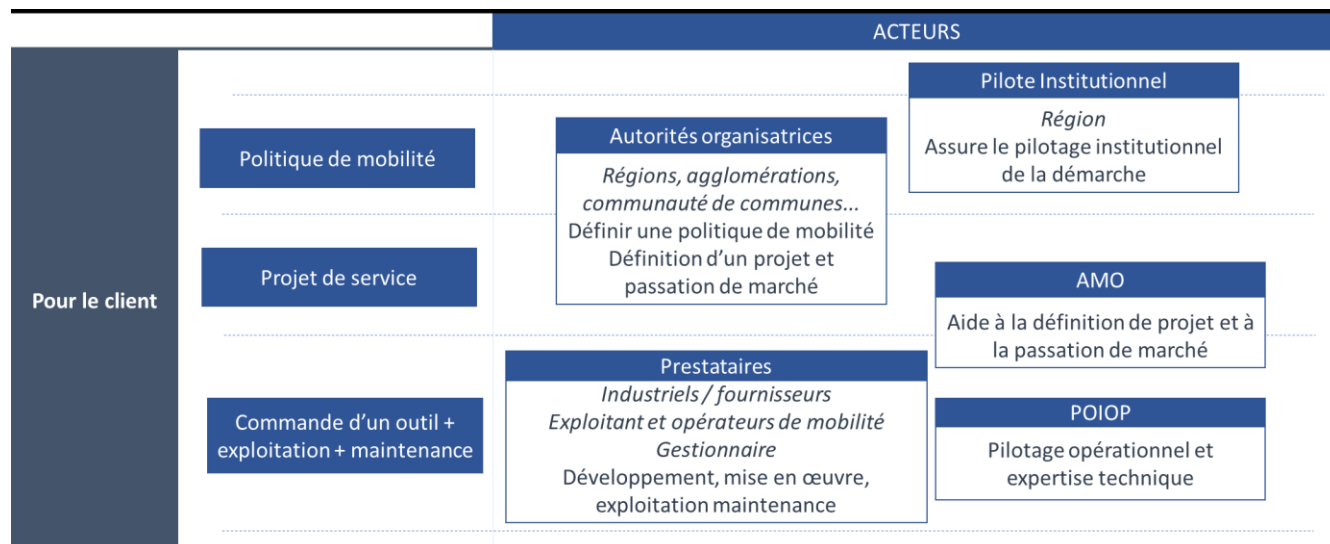 ACTEURS
Pour le client
Politique de mobilité
Projet de service
Commande d’un outil +
exploitation + maintenance
Autorités organisatrices
Régions, agglomérations,
communauté de communes...
Définir une politique de mobilité
Définition d’un projet et
passation de marché
Prestataires
Industriels / fournisseurs
Exploitant et opérateurs de mobilité
Gestionnaire
Développement, mise en œuvre,
exploitation maintenance
Pilote Institutionnel
Région
Assure le pilotage institutionnel
de la démarche
AMO
Aide à la définition de projet et à
la passation de marché
POIOP
Pilotage opérationnel et
expertise technique